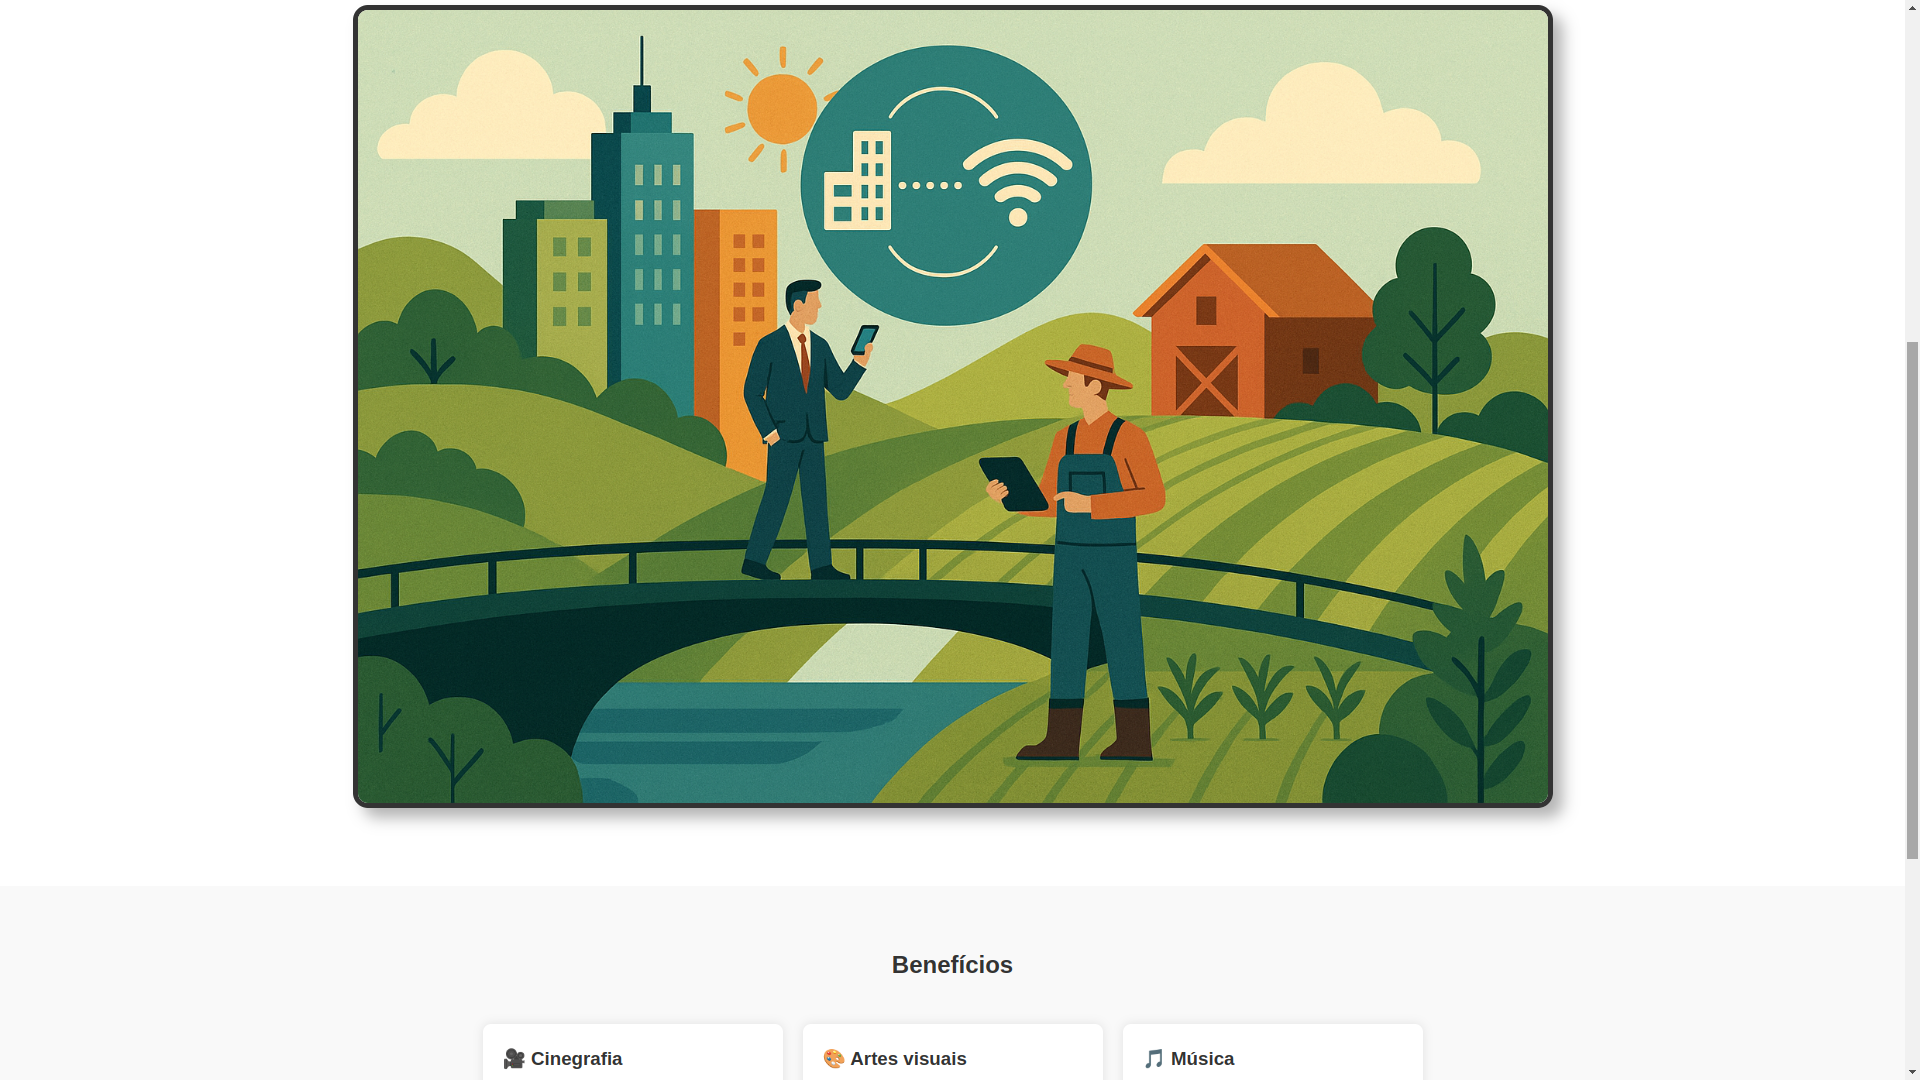 Benefícios
🎥 Cinegrafia
🎨 Artes visuais
🎵 Música